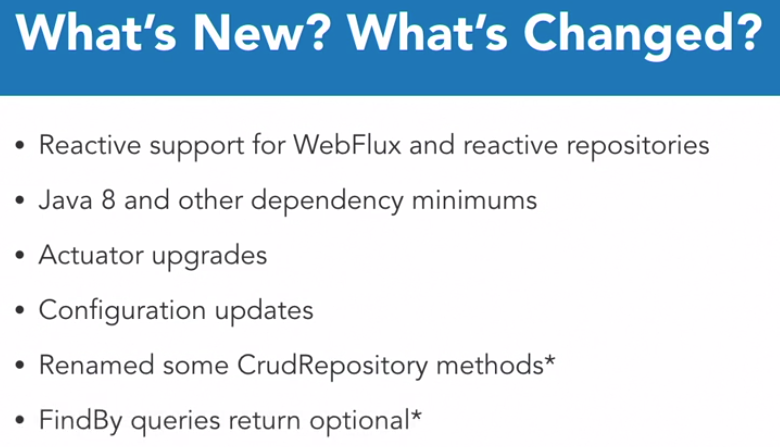 What's New? What's Changed?
• Reactive support for WebFlux and reactive repositories
• Java 8 and other dependency minimums
• Actuator upgrades
• Configuration updates
• Renamed some CrudRepository methods*
• FindBy queries return optional*